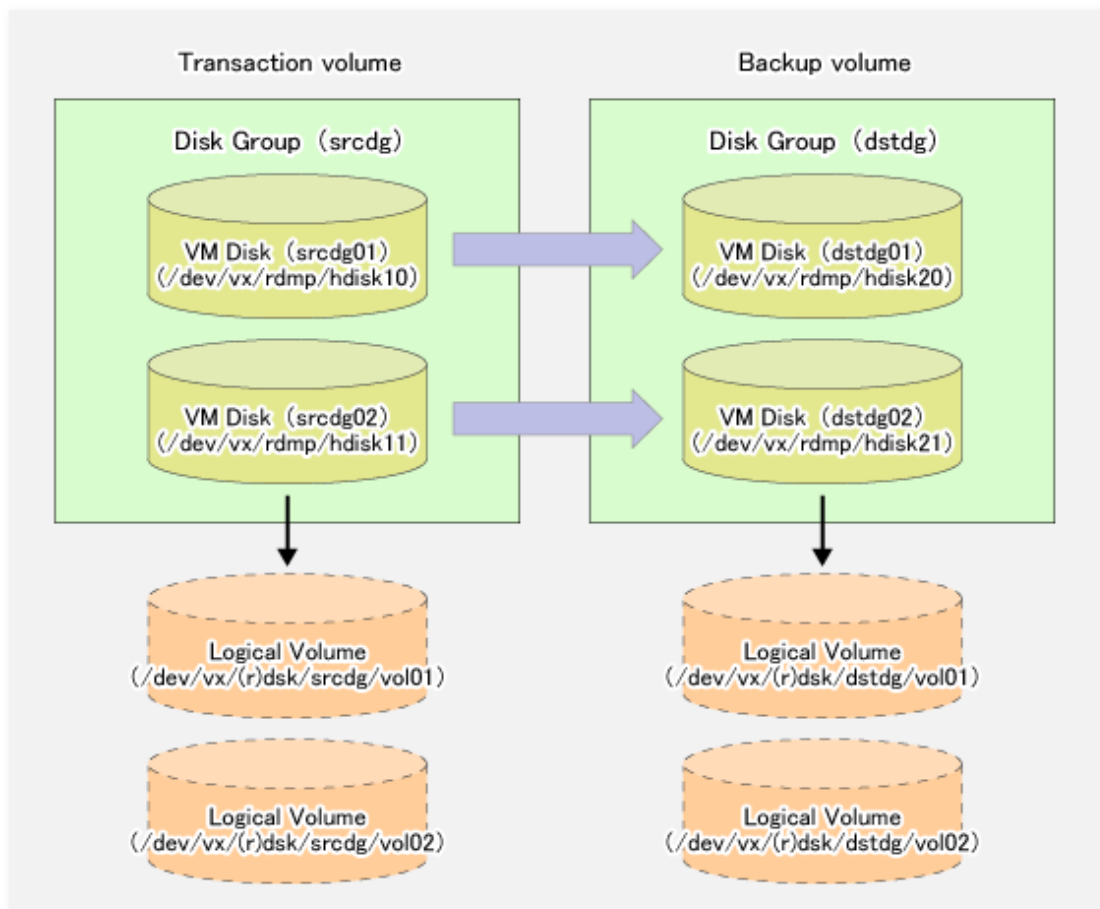 Transaction volume
Backup volume
Disk Group (srcdg)
Disk Group (dstdg)
VM Disk (srcdg01)
(/dev/vx/rdmp/hdisk10)
VM Disk (dstdg01)
(/dev/vx/rdmp/hdisk20)
VM Disk (srcdg02)
(/dev/vx/rdmp/hdisk11)
VM Disk (dstdg02)
(/dev/vx/rdmp/hdisk21)
Logical Volume
(/dev/vx/(r)dsk/srcdg/vol01)
Logical Volume
(/dev/vx/(r)dsk/dstdg/vol01)
Logical Volume
(/dev/vx/(r)dsk/srcdg/vol02)
Logical Volume
(/dev/vx/(r)dsk/dstdg/vol02)